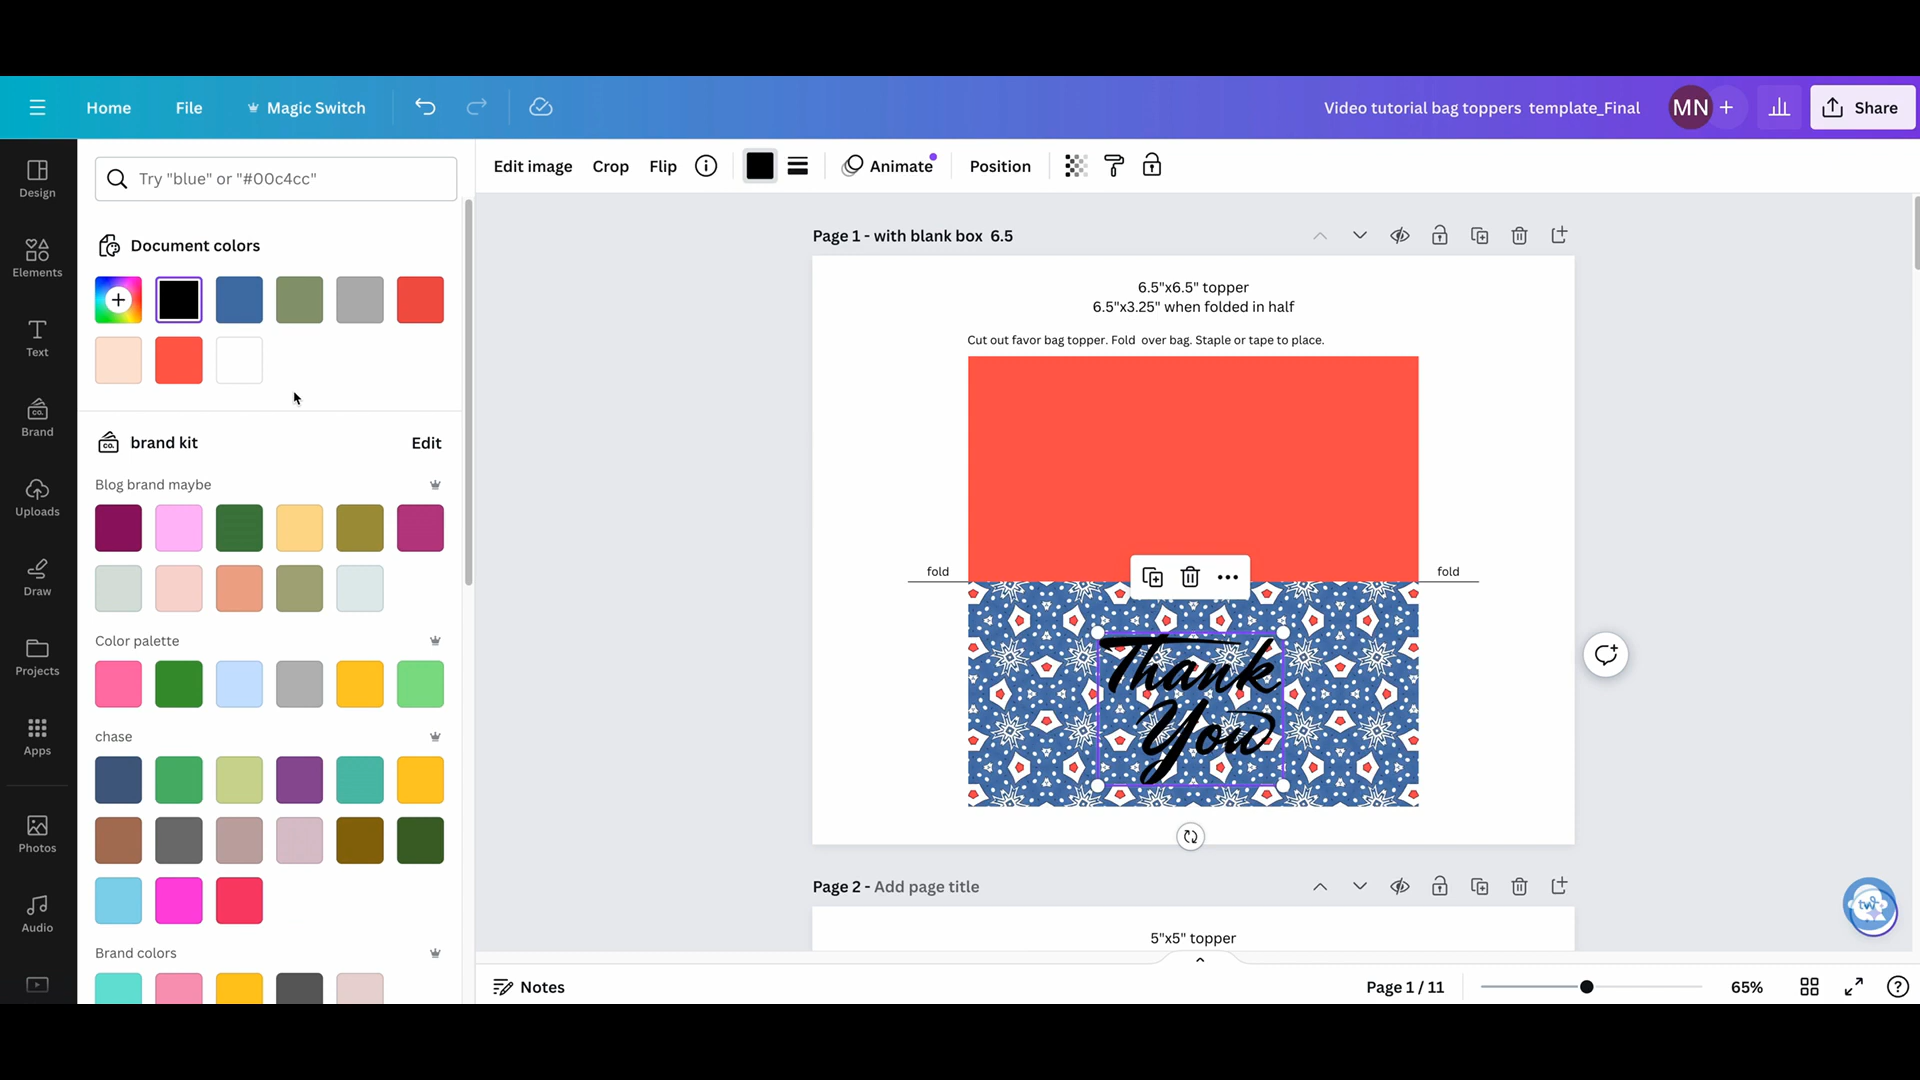 Home File Magic Switch Video tutorial bag toppers template_Final MN Share
Design
Elements
Text
Brand
Uploads
Draw
Projects
Apps
Photos
Audio
Try "blue" or "#00c4cc"
Document colors
brand kit Edit
Blog brand maybe
Color palette
chase
Brand colors
Edit image Crop Flip Animate Position
Page 1 - with blank box 6.5
6.5"x6.5" topper
6.5"x3.25" when folded in half
Cut out favor bag topper. Fold over bag. Staple or tape to place.
fold fold
Thank
You
Page 2 - Add page title
5"x5" topper
Notes Page 1 / 11 65%